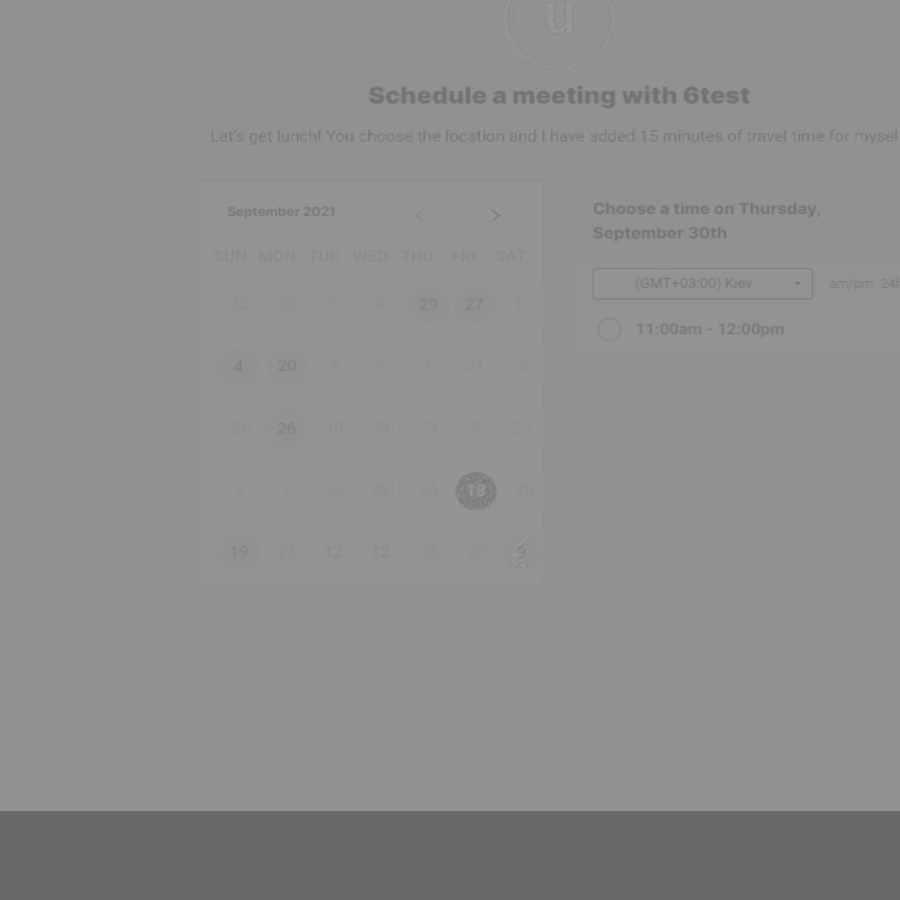 u
Schedule a meeting with 6test
Let's get lunch! You choose the location and I have added 15 minutes of travel time for mysel
September 2021 < >
SUN MON TUE WED THU FRI SAT
22 25 9 8 29 27 10
4 20 6 9 1 21 3
26 26 10 29 23 9 23
2 1 26 29 25 18 20
19 23 12 12 26 20 9
Choose a time on Thursday,
September 30th
(GMT+03:00) Kiev
am/pm 24h
11:00am - 12:00pm